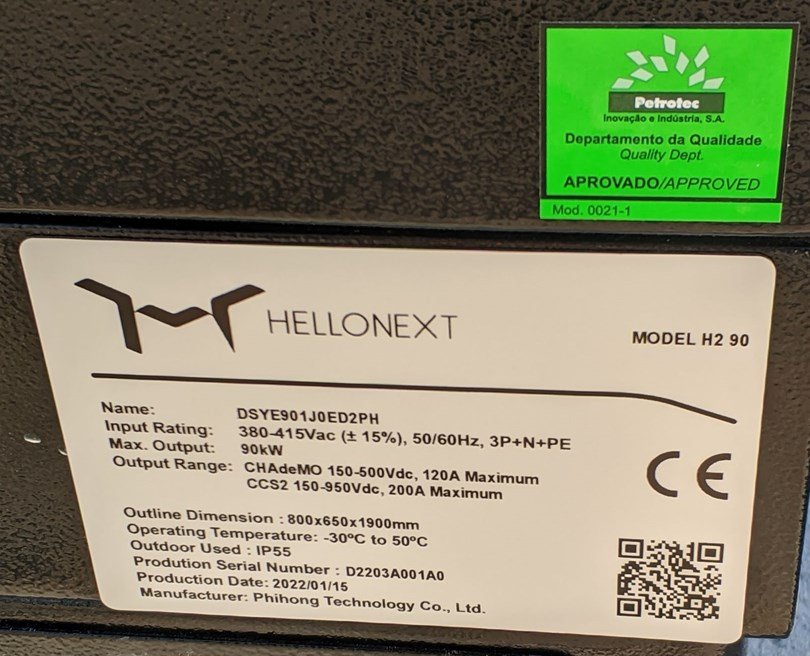 Petrotec
Inovação e Indústria, S.A.
Departamento da Qualidade
Quality Dept.
APROVADO/APPROVED
Mod. 0021-1
HELLONEXT
MODEL H2 90
Name: DSYE901J0ED2PH
Input Rating: 380-415Vac (± 15%), 50/60Hz, 3P+N+PE
Max. Output: 90kW
Output Range: CHAdeMO 150-500Vdc, 120A Maximum
CCS2 150-950Vdc, 200A Maximum
CE
Outline Dimension : 800x650x1900mm
Operating Temperature: -30ºC to 50ºC
Outdoor Used : IP55
Prodution Serial Number : D2203A001A0
Production Date: 2022/01/15
Manufacturer: Phihong Technology Co., Ltd.